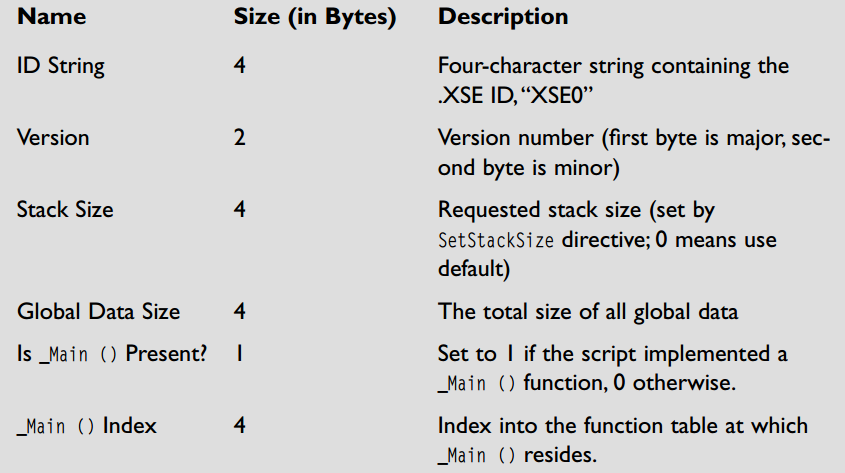 Name Size (in Bytes) Description
ID String 4 Four-character string containing the
.XSE ID, “XSE0”
Version 2 Version number (first byte is major, sec-
ond byte is minor)
Stack Size 4 Requested stack size (set by
SetStackSize directive; 0 means use
default)
Global Data Size 4 The total size of all global data
Is _Main () Present? 1 Set to 1 if the script implemented a
_Main () function, 0 otherwise.
_Main () Index 4 Index into the function table at which
_Main () resides.